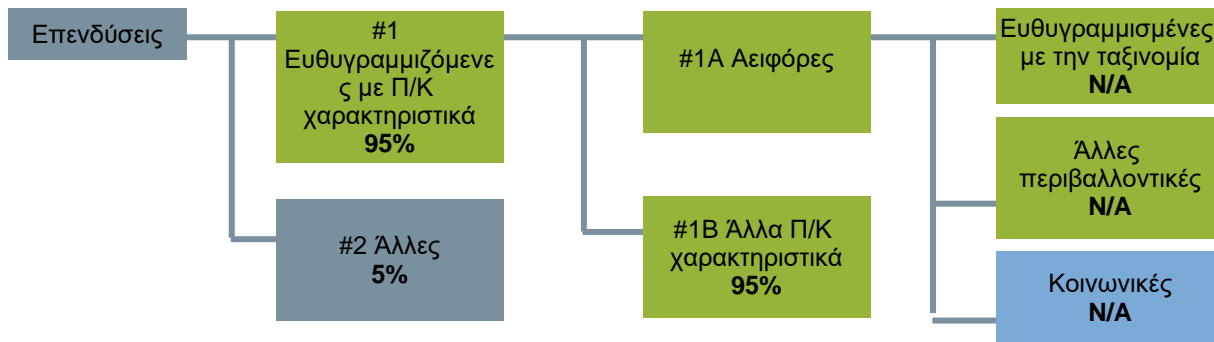 Επενδύσεις
#1
Ευθυγραμμιζόμενε
ς με Π/Κ
χαρακτηριστικά
95%
#2 Άλλες
5%
#1A Αειφόρες
#1B Άλλα Π/Κ
χαρακτηριστικά
95%
Ευθυγραμμισμένες
με την ταξινομία
N/A
Άλλες
περιβαλλοντικές
N/A
Κοινωνικές
N/A